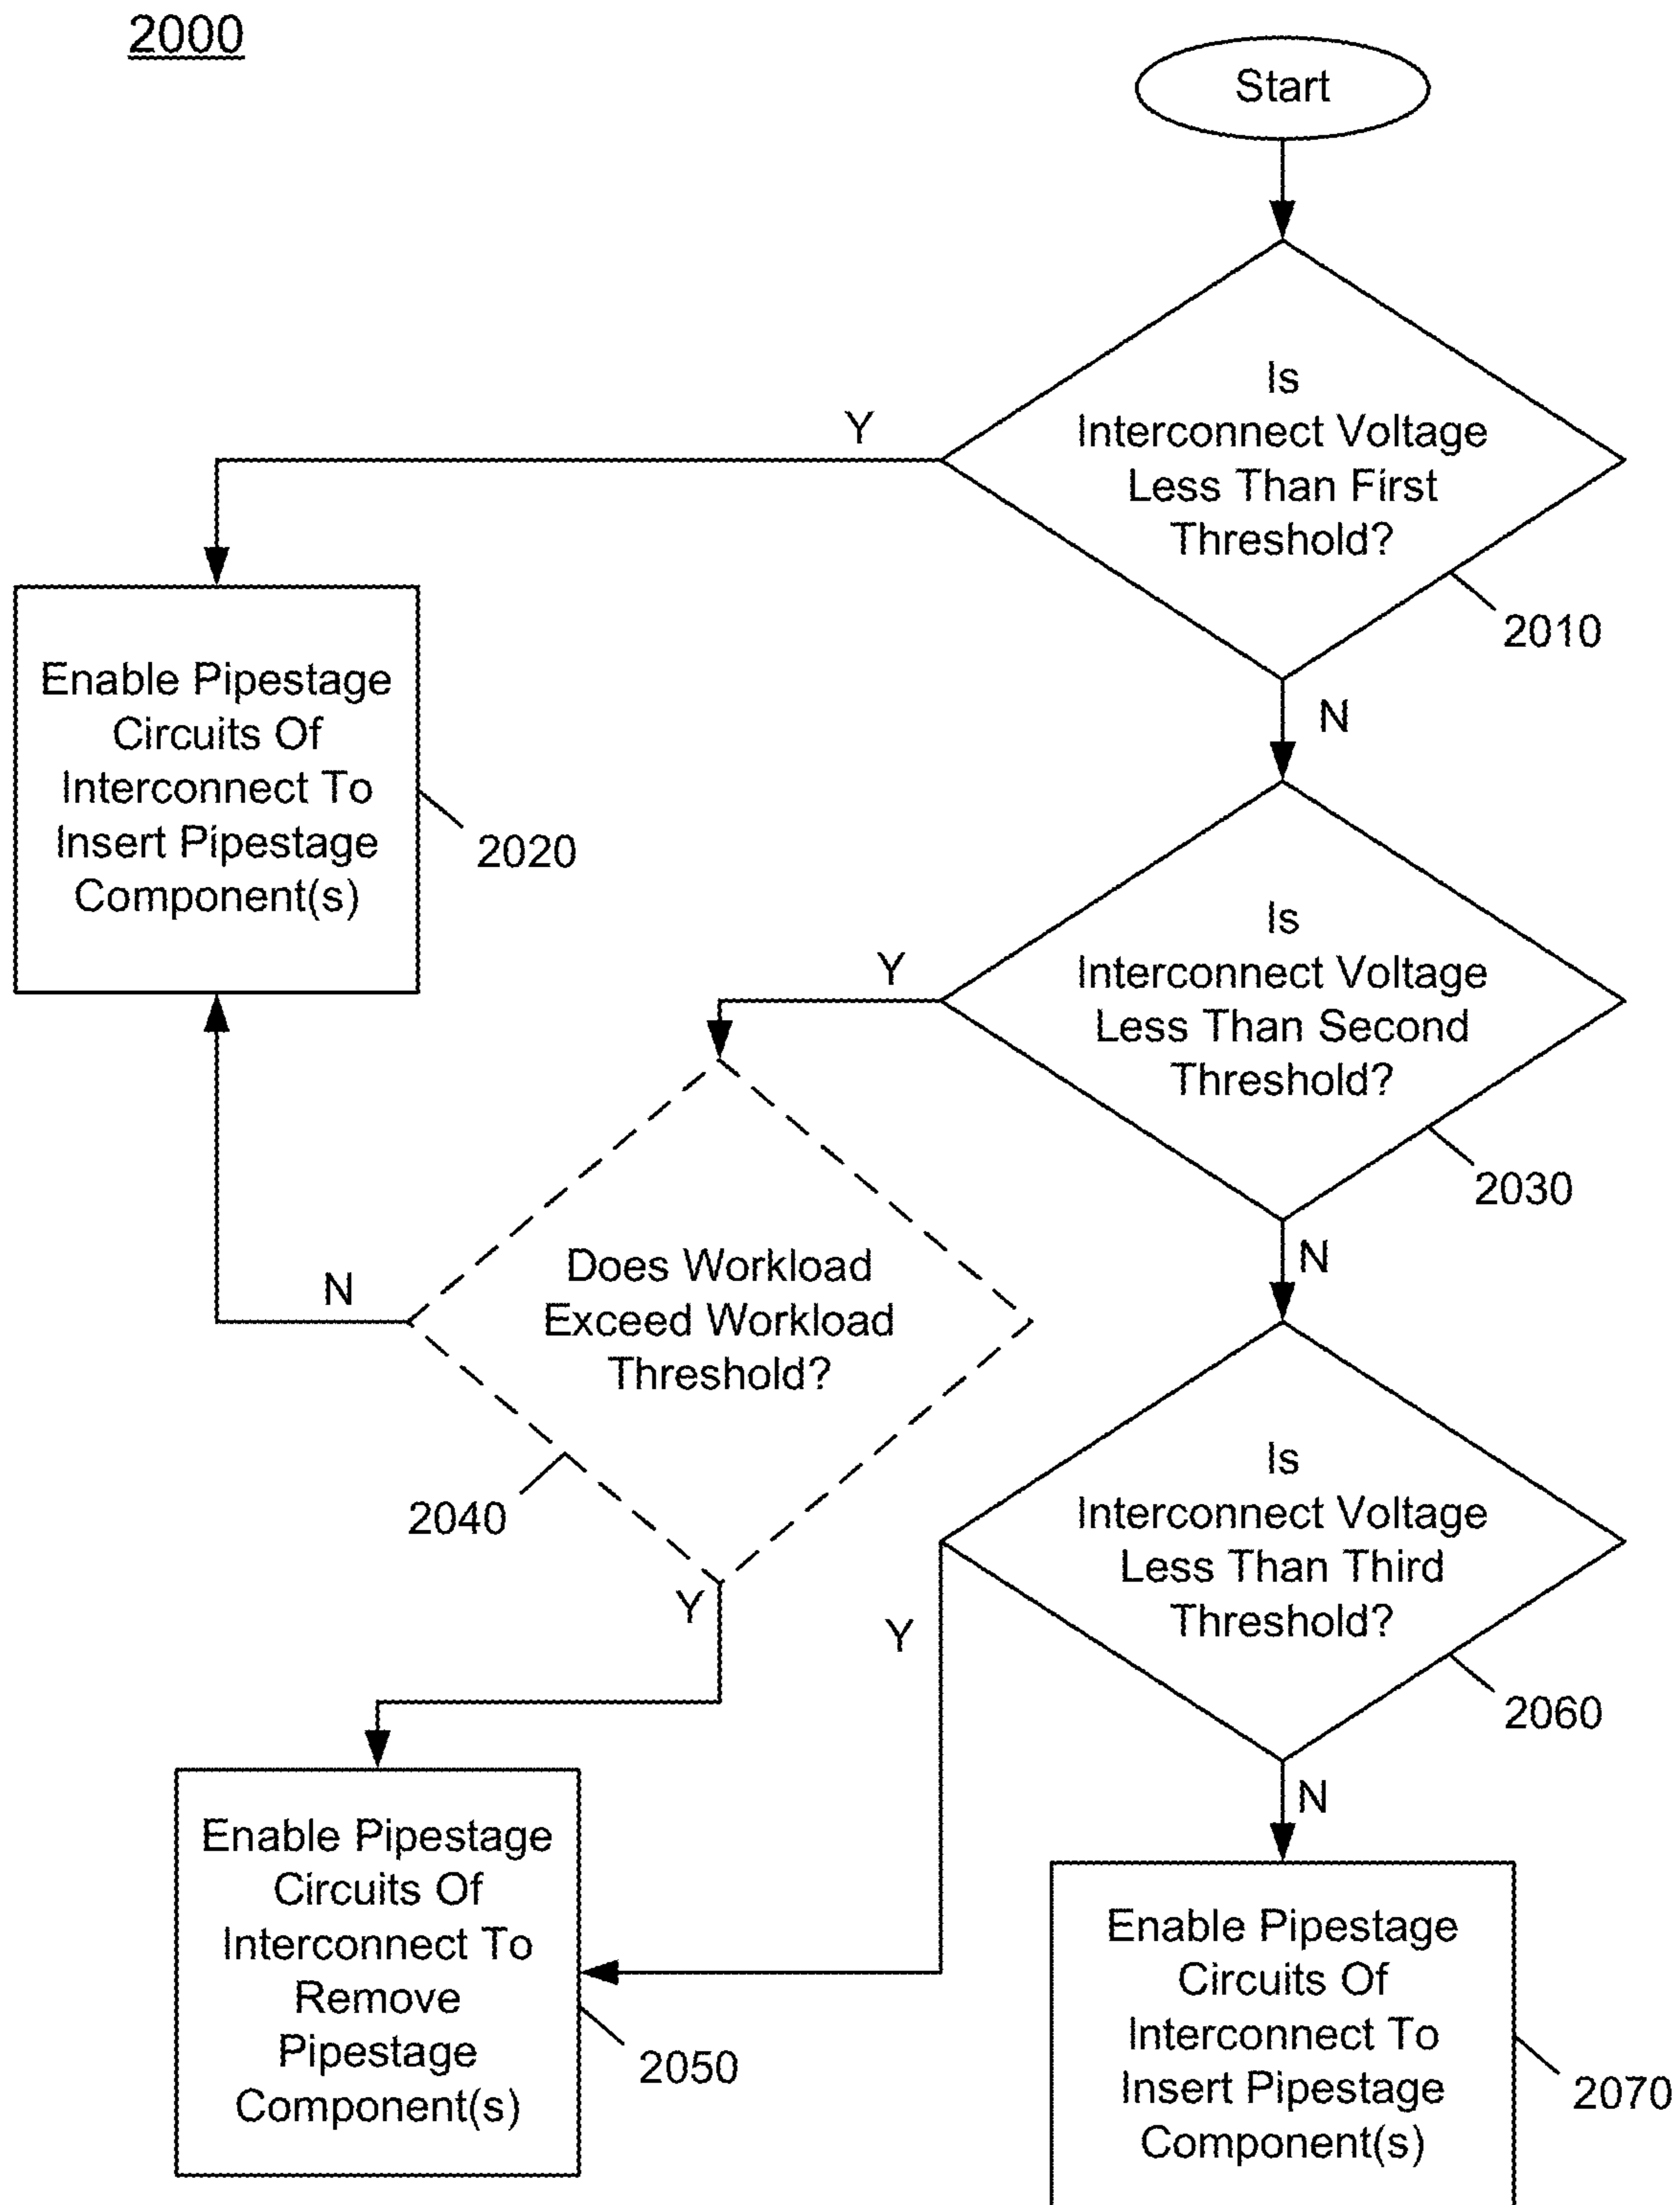 2000
Start
Is
Interconnect Voltage
Less Than First
Threshold?
Y
2010
N
Enable Pipestage
Circuits Of
Interconnect To
Insert Pipestage
Component(s)
2020
Is
Interconnect Voltage
Less Than Second
Threshold?
Y
2030
N
Does Workload
Exceed Workload
Threshold?
N
2040
Y
Is
Interconnect Voltage
Less Than Third
Threshold?
Y
2060
N
Enable Pipestage
Circuits Of
Interconnect To
Remove
Pipestage
Component(s)
2050
Enable Pipestage
Circuits Of
Interconnect To
Insert Pipestage
Component(s)
2070